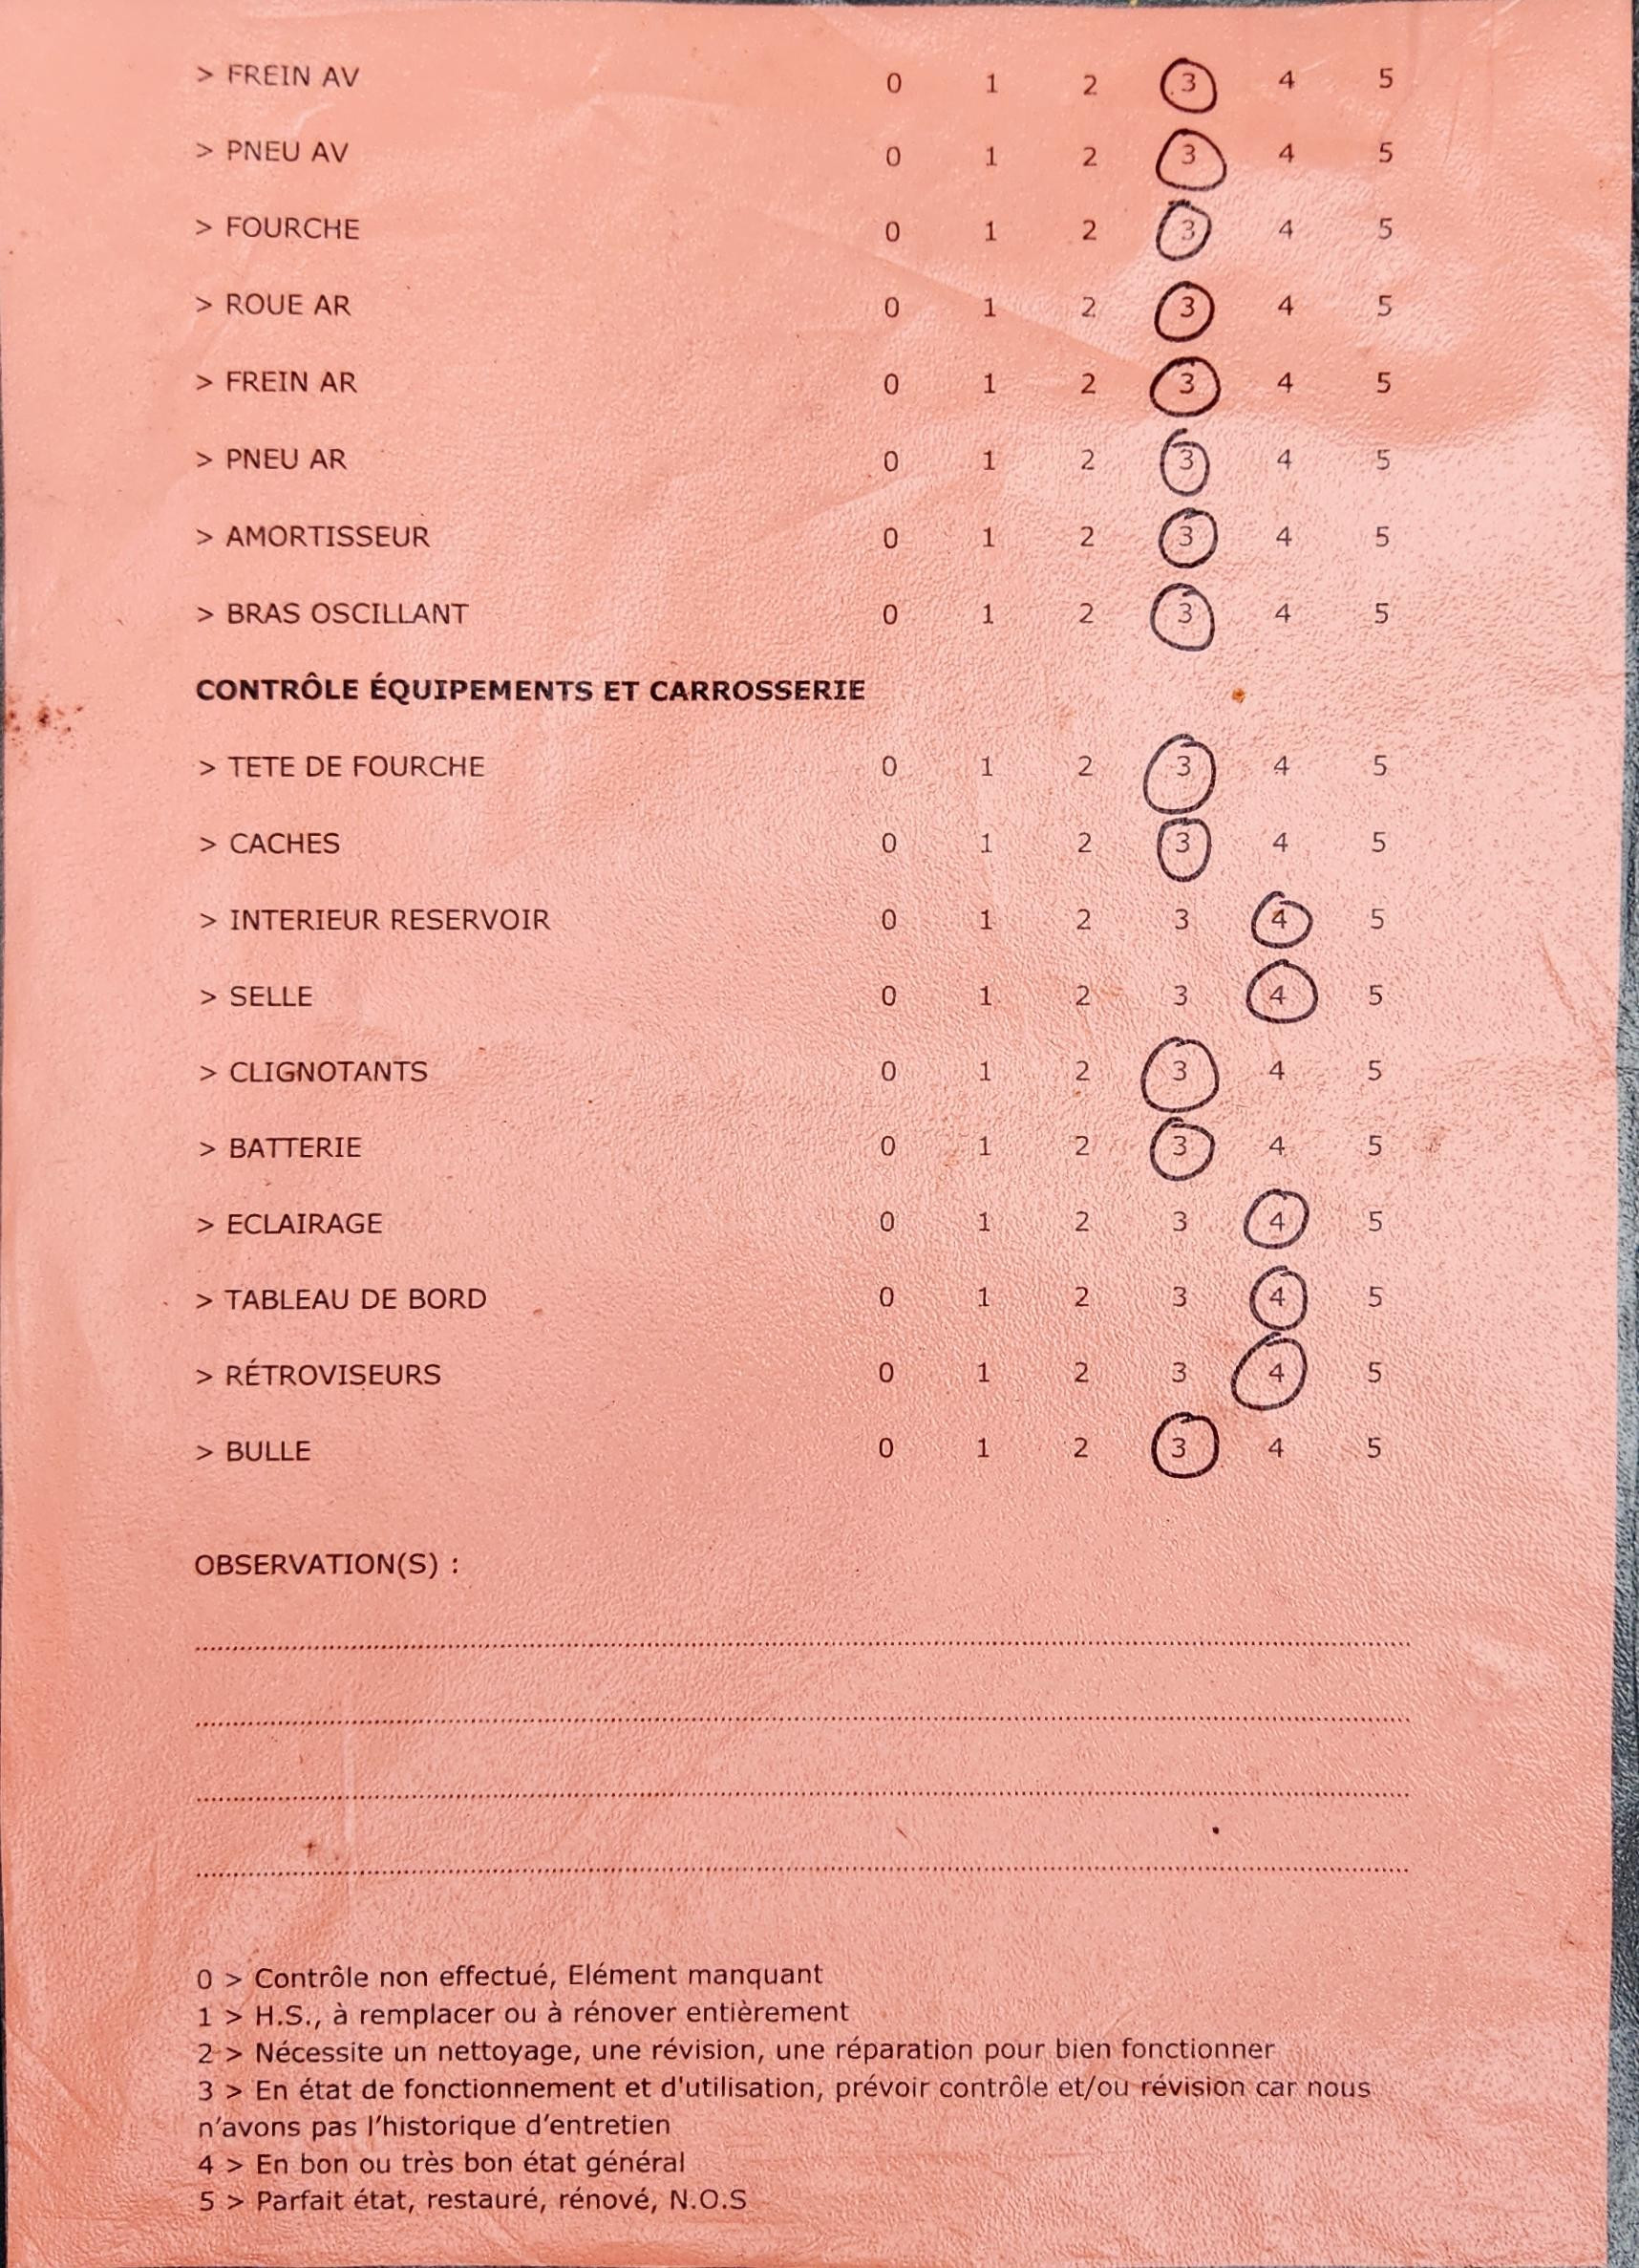 > FREIN AV 0 1 2 3 4 5
> PNEU AV 0 1 2 3 4 5
> FOURCHE 0 1 2 3 4 5
> ROUE AR 0 1 2 3 4 5
> FREIN AR 0 1 2 3 4 5
> PNEU AR 0 1 2 3 4 5
> AMORTISSEUR 0 1 2 3 4 5
> BRAS OSCILLANT 0 1 2 3 4 5
CONTRÔLE ÉQUIPEMENTS ET CARROSSERIE
> TETE DE FOURCHE 0 1 2 3 4 5
> CACHES 0 1 2 3 4 5
> INTERIEUR RESERVOIR 0 1 2 3 4 5
> SELLE 0 1 2 3 4 5
> CLIGNOTANTS 0 1 2 3 4 5
> BATTERIE 0 1 2 3 4 5
> ECLAIRAGE 0 1 2 3 4 5
> TABLEAU DE BORD 0 1 2 3 4 5
> RÉTROVISEURS 0 1 2 3 4 5
> BULLE 0 1 2 3 4 5
OBSERVATION(S) :
0 > Contrôle non effectué, Elément manquant
1 > H.S., à remplacer ou à rénover entièrement
2 > Nécessite un nettoyage, une révision, une réparation pour bien fonctionner
3 > En état de fonctionnement et d'utilisation, prévoir contrôle et/ou révision car nous
n’avons pas l’historique d’entretien
4 > En bon ou très bon état général
5 > Parfait état, restauré, rénové, N.O.S